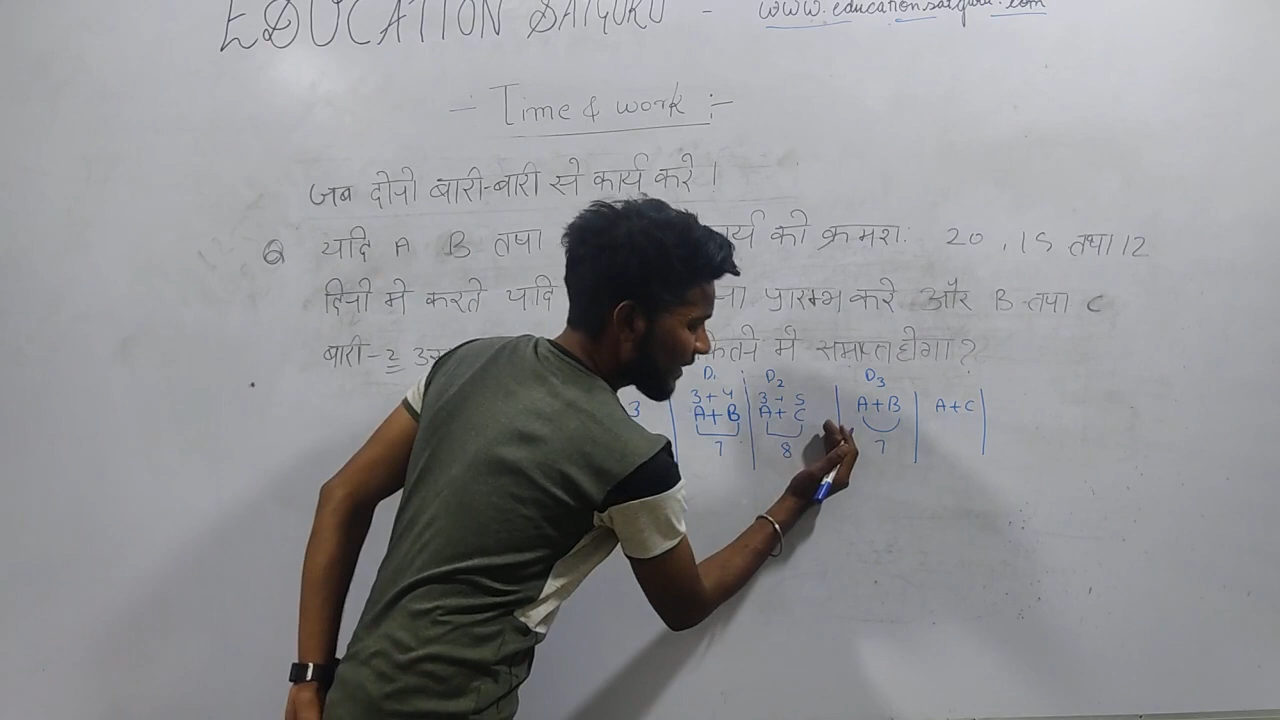 EDUCATION SATGURU - www.educationsatguru.com
- Time & work :-
जब दोनो बारी-बारी से कार्य करे।
Q यदि A B तथा कार्य को क्रमश: 20 , 15 तथा 12
दिनो मे करते यदि प्रारम्भ करे और B तथा C
बारी-2 कितने मे समाप्त होगा?
D1 D2 D3
3+4 3+5
3 A+B A+C A+B A+C
7 8 7